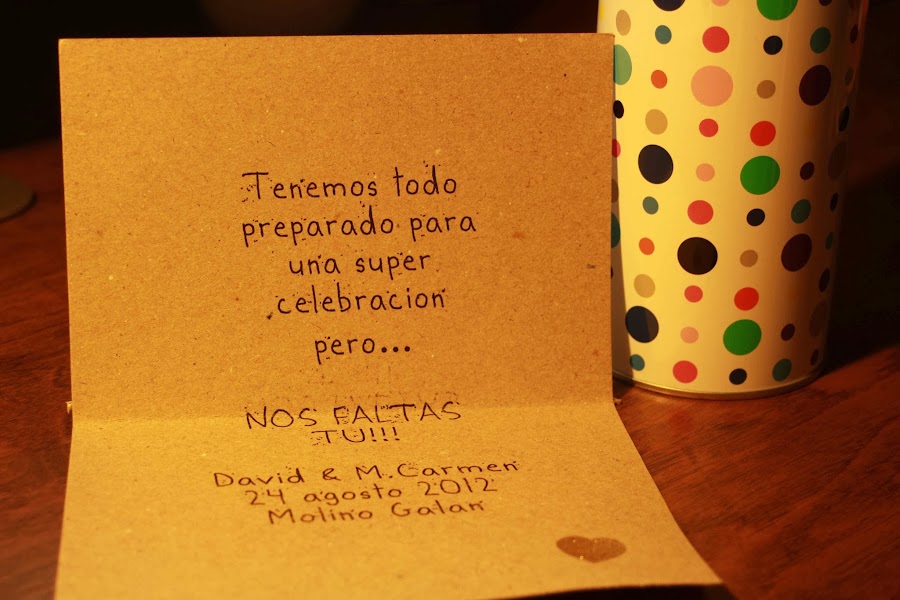 Tenemos todo
preparado para
una super
celebracion
pero...
NOS FALTAS
TU!!!
David & M.Carmen
24 agosto 2012
Molino Galan